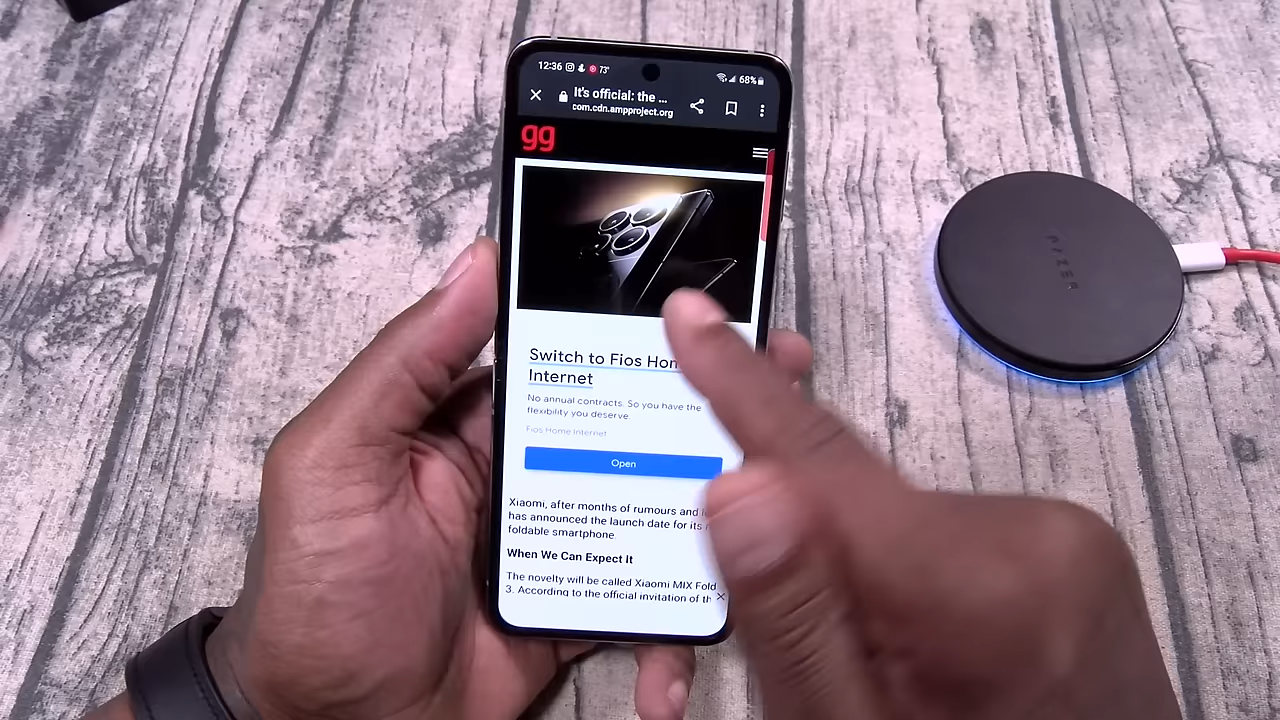 12:36 73°
68%
It's official: the ...
com.cdn.ampproject.org
gg
Switch to Fios Hom
Internet
No annual contracts. So you have the
flexibility you deserve.
Fios Home Internet
Open
Xiaomi, after months of rumours and
has announced the launch date for its
foldable smartphone.
When We Can Expect It
The novelty will be called Xiaomi MIX Fold
3. According to the official invitation of th
RAZER